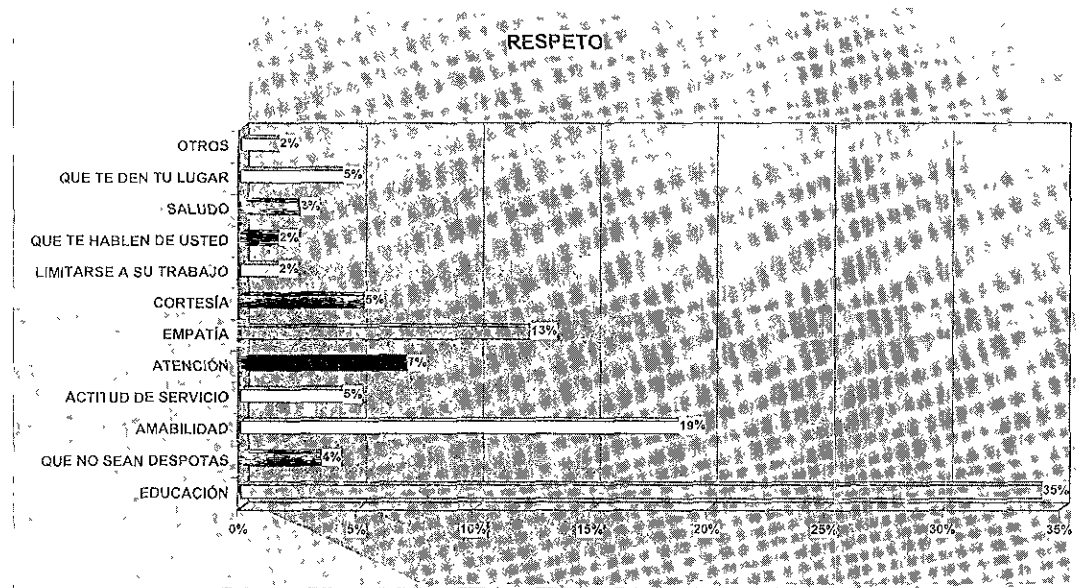 RESPETO
OTROS 2%
QUE TE DEN TU LUGAR 5%
SALUDO 3%
QUE TE HABLEN DE USTED 2%
LIMITARSE A SU TRABAJO 2%
CORTESÍA 5%
EMPATÍA 13%
ATENCIÓN 7%
ACTITUD DE SERVICIO 5%
AMABILIDAD 19%
QUE NO SEAN DESPOTAS 4%
EDUCACIÓN 35%
0% 5% 10% 15% 20% 25% 30% 35%